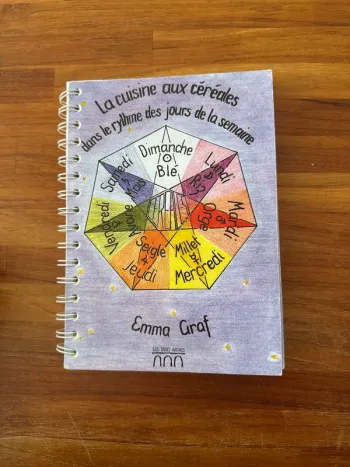 La cuisine aux céréales
dans le rythme des jours de la semaine
Dimanche
Blé
Lundi
Riz
Mardi
Orge
Mercredi
Millet
Jeudi
Seigle
Vendredi
Avoine
Samedi
Maïs
Emma Graf